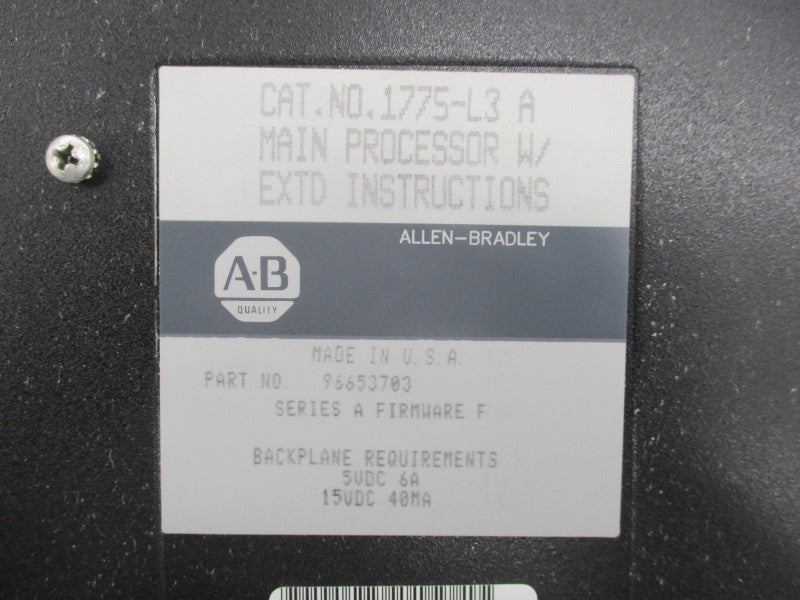 CAT.NO.1775-L3 A
MAIN PROCESSOR W/
EXTD INSTRUCTIONS
ALLEN-BRADLEY
A·B
QUALITY
MADE IN U.S.A.
PART NO. 96653703
SERIES A FIRMWARE F
BACKPLANE REQUIREMENTS
5VDC 6A
15VDC 40MA